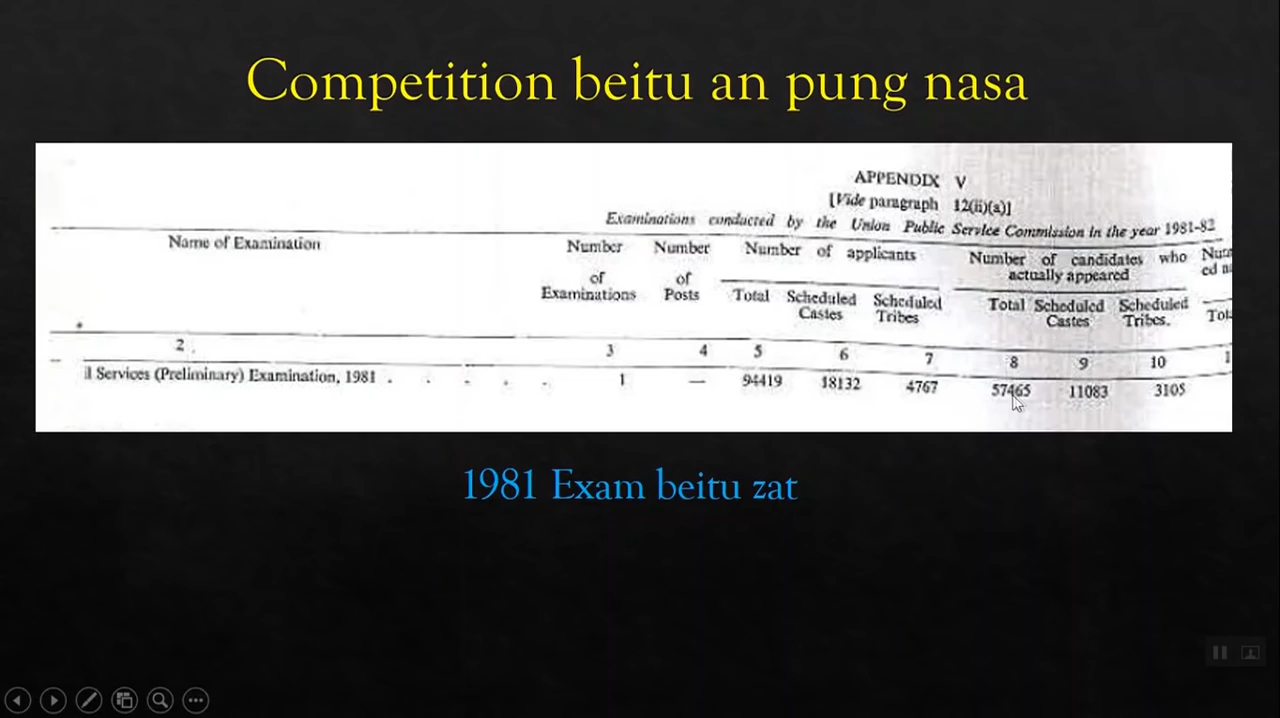 Competition beitu an pung nasa
APPENDIX V
[Vide paragraph 12(ii)(a)]
Examinations conducted by the Union Public Service Commission in the year 1981-82
Name of Examination Number of Examinations Number of Posts Number of applicants Number of candidates who actually appeared
Total Scheduled Castes Scheduled Tribes Total Scheduled Castes Scheduled Tribes.
2 3 4 5 6 7 8 9 10 1
il Services (Preliminary) Examination, 1981 . . . . . 1 — 94419 18132 4767 57465 11083 3105
1981 Exam beitu zat